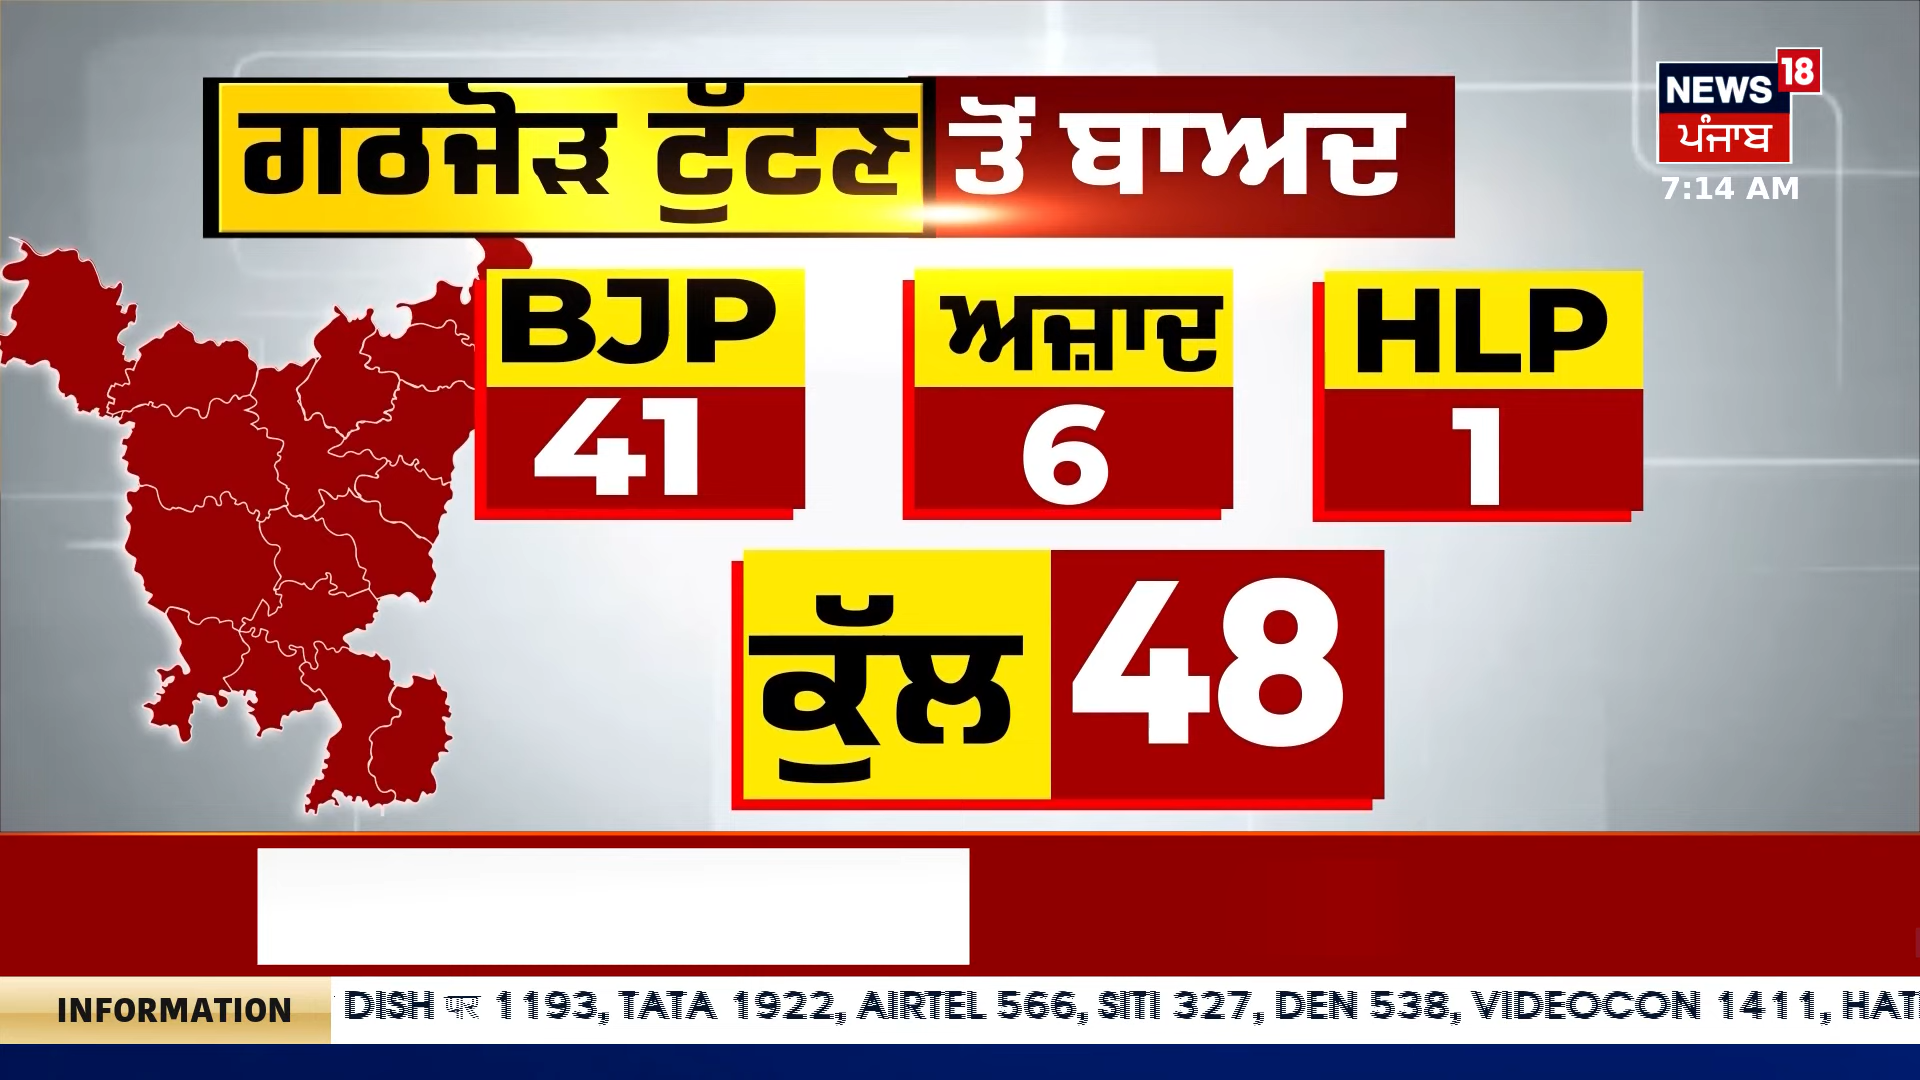 ਗਠਜੋੜ ਟੁੱਟਣ ਤੋਂ ਬਾਅਦ
NEWS 18
ਪੰਜਾਬ
7:14 AM
BJP ਅਜ਼ਾਦ HLP
41 6 1
ਕੁੱਲ 48
INFORMATION DISH पर 1193, TATA 1922, AIRTEL 566, SITI 327, DEN 538, VIDEOCON 1411, HAT